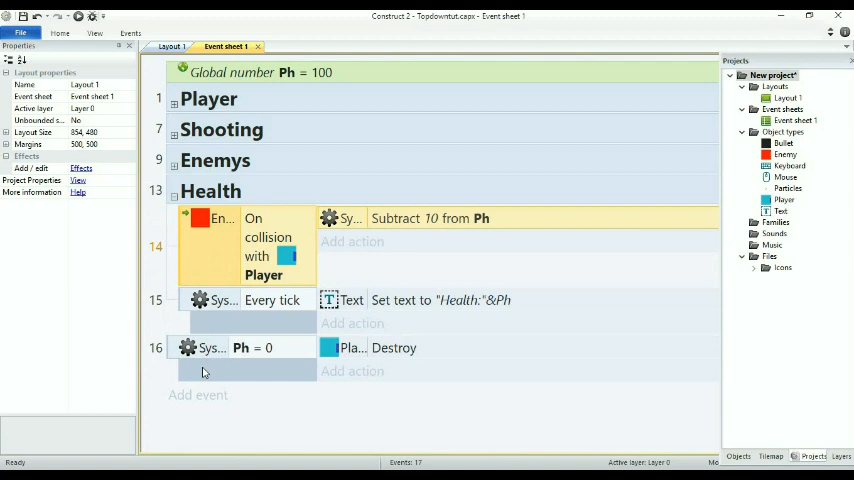 Construct 2 - Topdowntut.capx - Event sheet 1
File
Home
View
Events
Properties
Layout 1
Event sheet 1
Projects
Layout properties
Name
Layout 1
Event sheet
Event sheet 1
Active layer
Layer 0
Unbounded s...
No
Layout Size
854, 480
Margins
500, 500
Effects
Add / edit
Effects
Project Properties
View
More information
Help
Global number Ph = 100
1
Player
7
Shooting
9
Enemys
13
Health
14
En...
On
collision
with
Player
Sy...
Subtract 10 from Ph
Add action
15
Sys...
Every tick
Text
Set text to "Health:"&Ph
Add action
16
Sys...
Ph = 0
Pla...
Destroy
Add action
Add event
New project*
Layouts
Layout 1
Event sheets
Event sheet 1
Object types
Bullet
Enemy
Keyboard
Mouse
Particles
Player
Text
Families
Sounds
Music
Files
Icons
Objects
Tilemap
Projects
Layers
Ready
Events: 17
Active layer: Layer 0
Mo